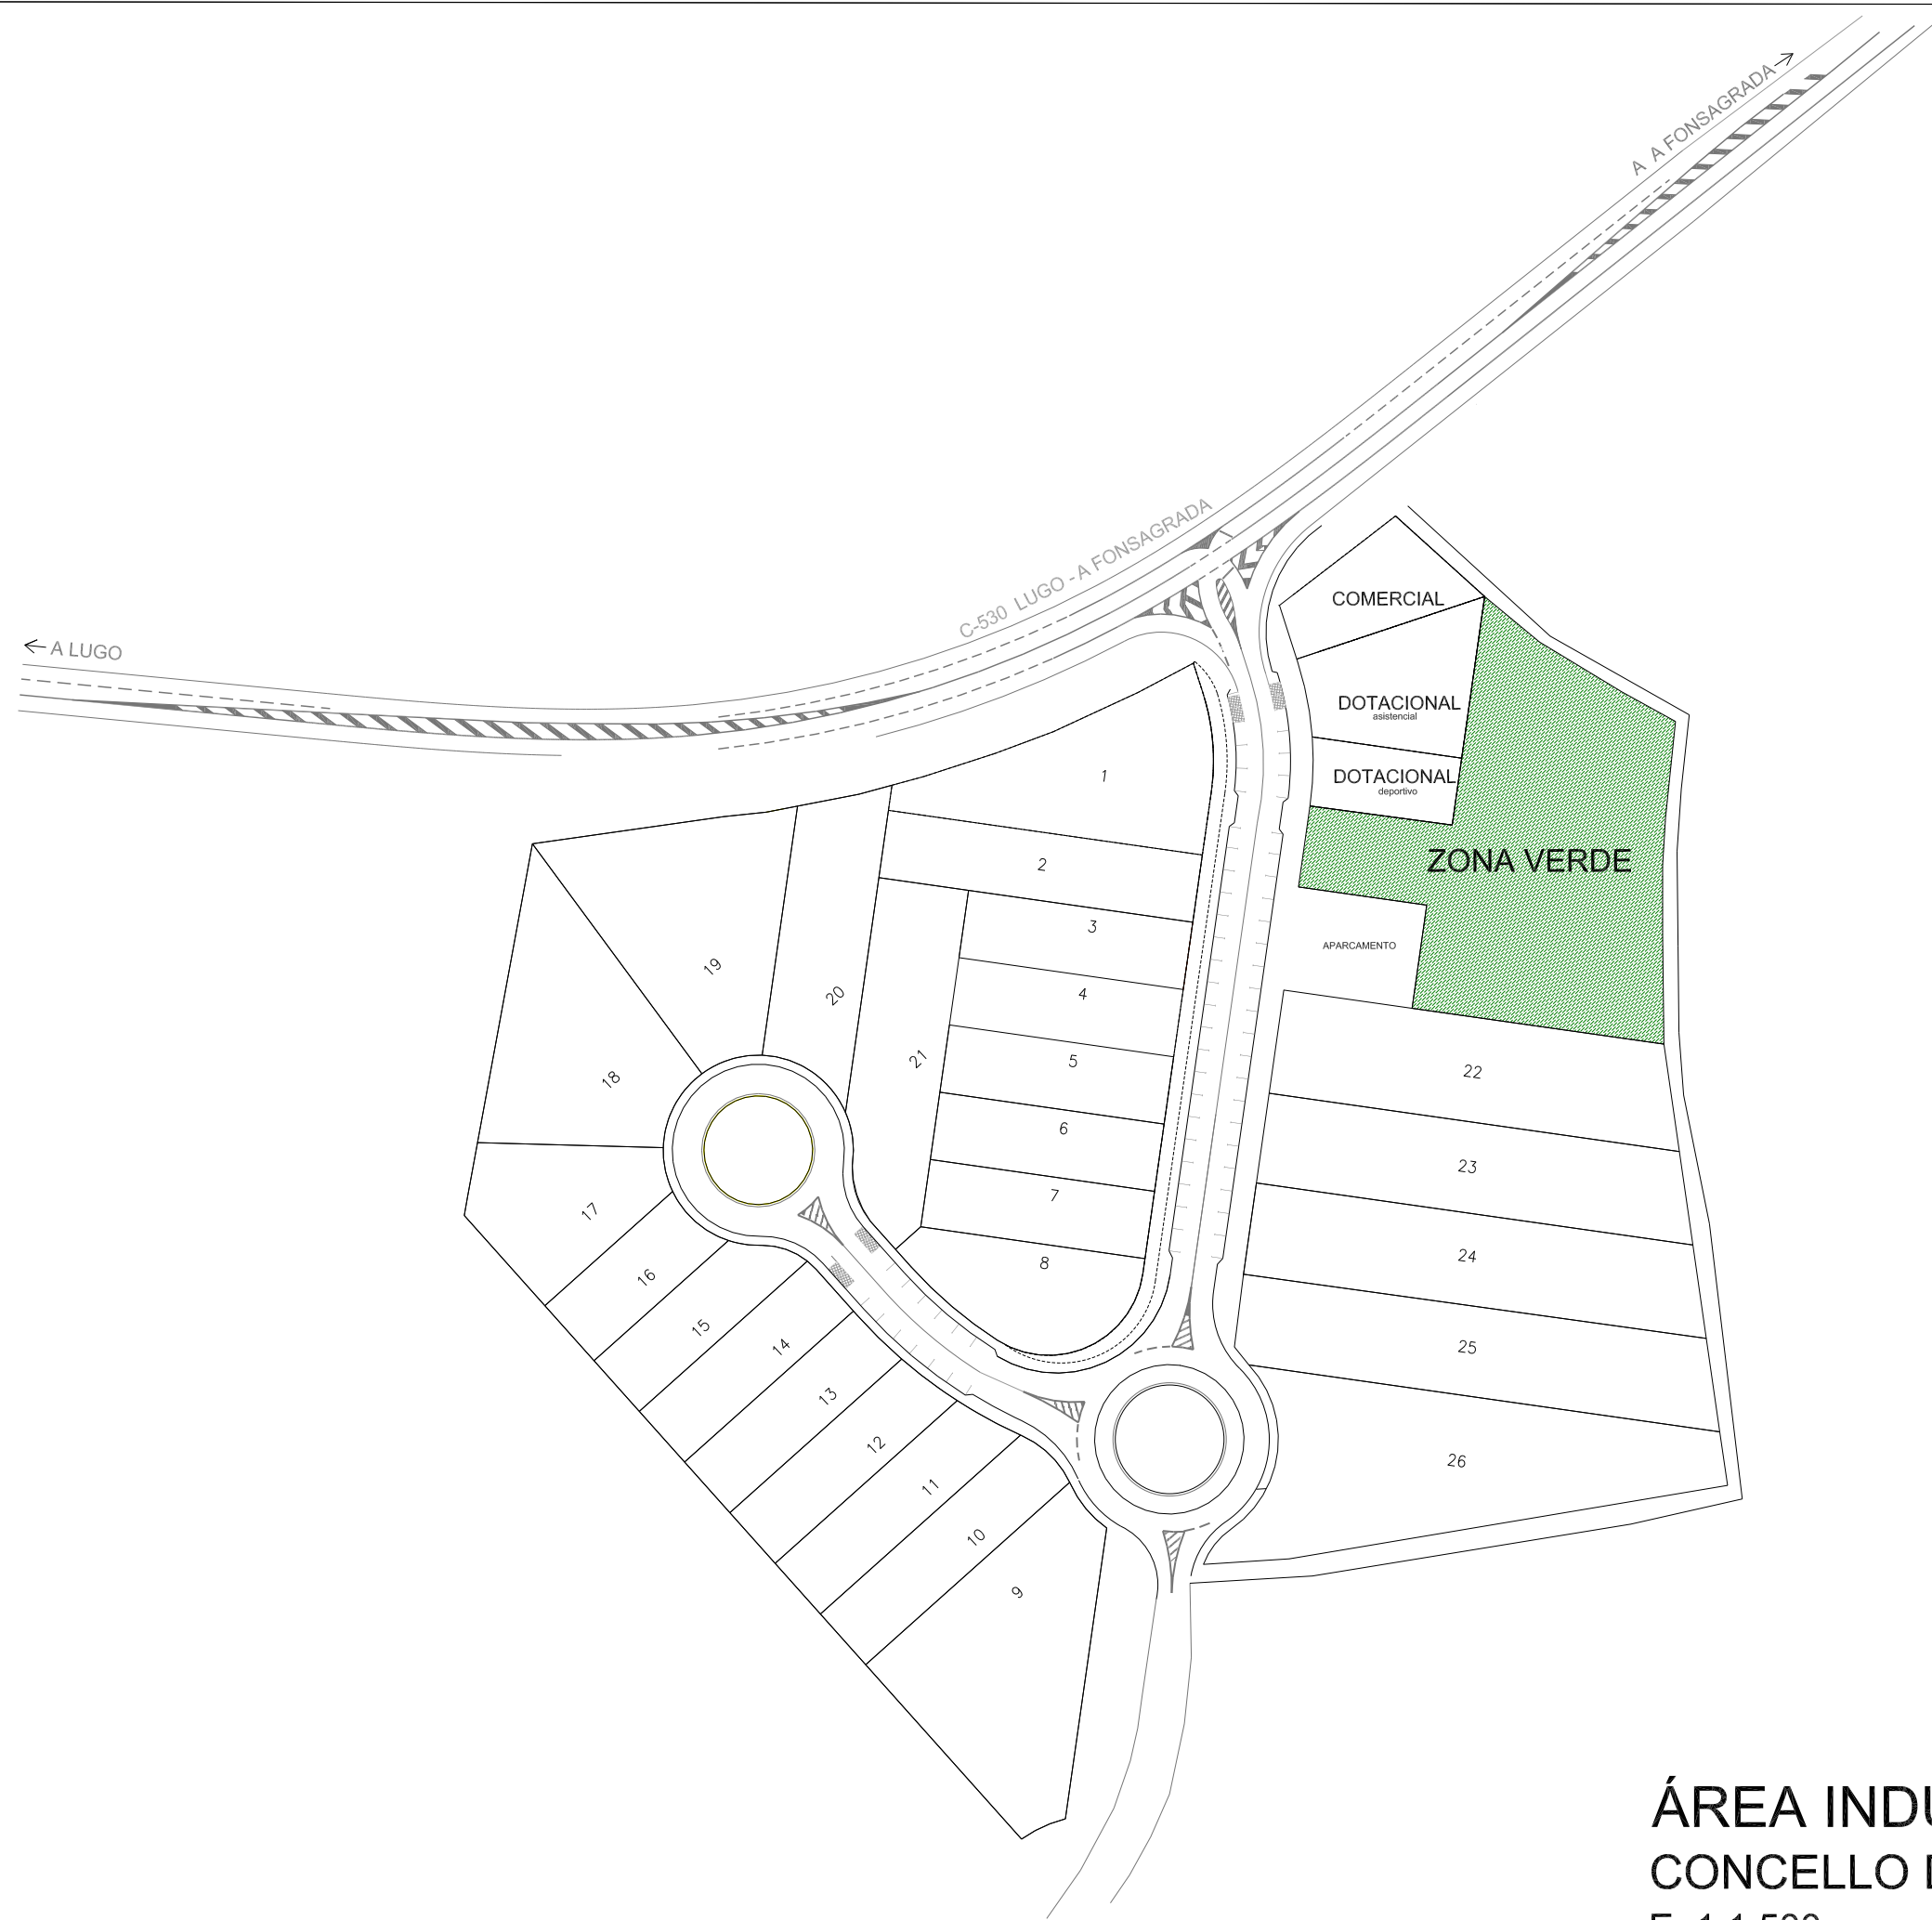 A A FONSAGRADA
C-530 LUGO - A FONSAGRADA
A LUGO
COMERCIAL
DOTACIONAL
asistencial
DOTACIONAL
deportivo
ZONA VERDE
APARCAMENTO
1
2
3
4
5
6
7
8
19
20
21
18
17
16
15
14
13
12
11
10
9
22
23
24
25
26
ÁREA
CONCELLO